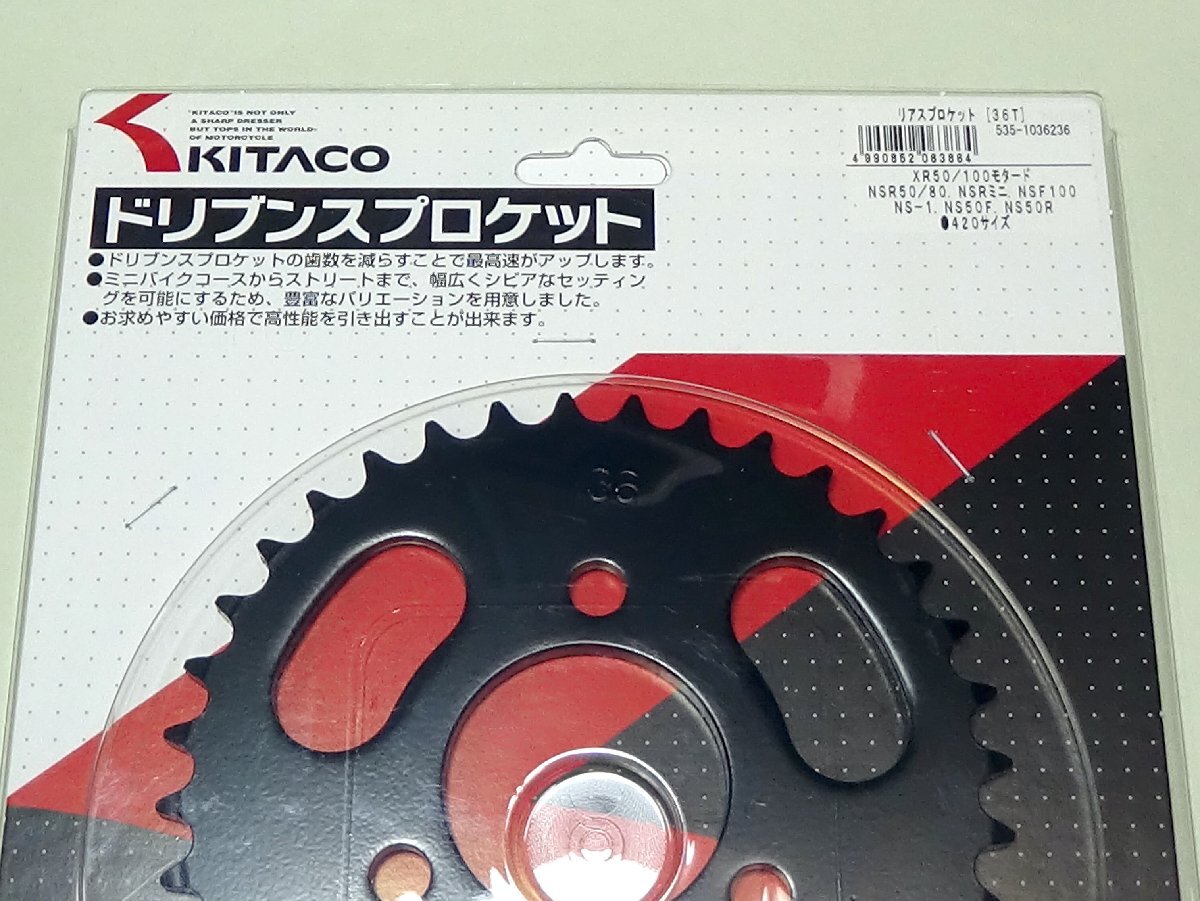 "KITACO" IS NOT ONLY
A SHARP DRESSER
BUT TOPS IN THE WORLD
OF MOTORCYCLE
KITACO
リアスプロケット [36T]
535-1036236
4 990852 083884
XR50/100モタード
NSR50/80, NSRミニ, NSF100
NS-1, NS50F, NS50R
●420サイズ
ドリブンスプロケット
●ドリブンスプロケットの歯数を減らすことで最高速がアップします。
●ミニバイクコースからストリートまで、幅広くシビアなセッティン
グを可能にするため、豊富なバリエーションを用意しました。
●お求めやすい価格で高性能を引き出すことが出来ます。
36